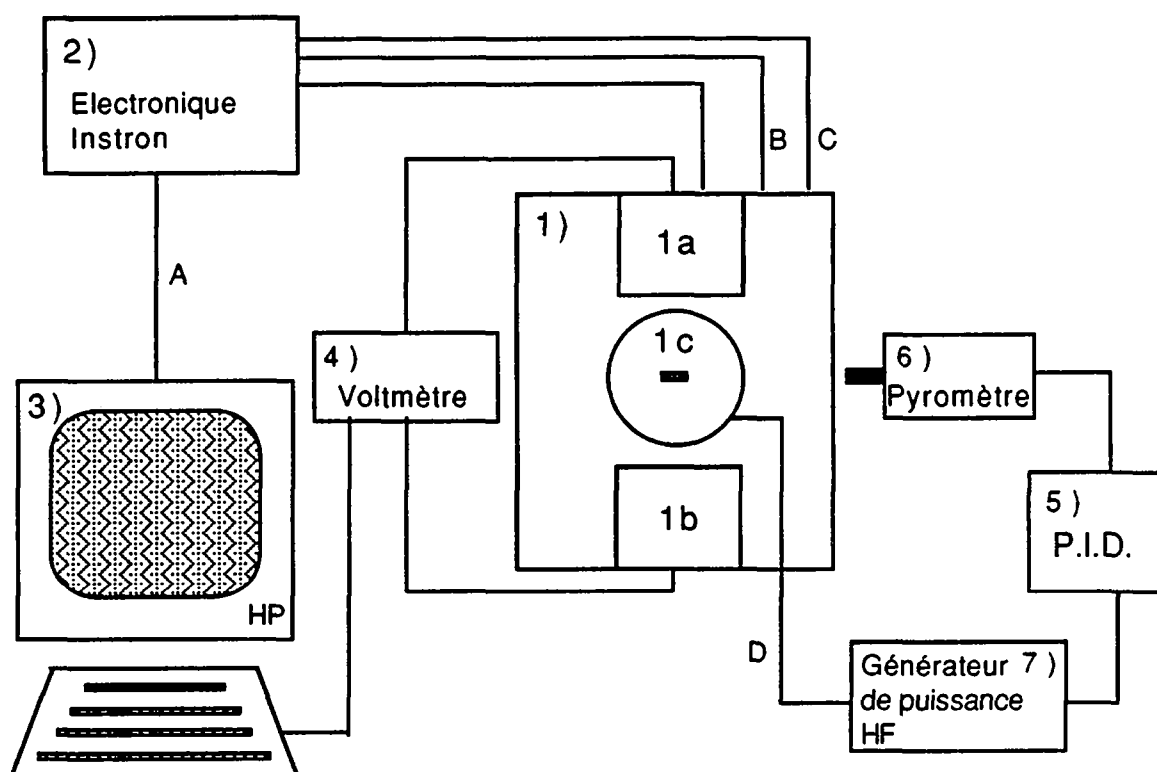 2)
Electronique
Instron
B
C
1)
1a
A
1c
4)
Voltmètre
6)
Pyromètre
3)
1b
5)
P.I.D.
HP
D
Générateur 7)
de puissance
HF